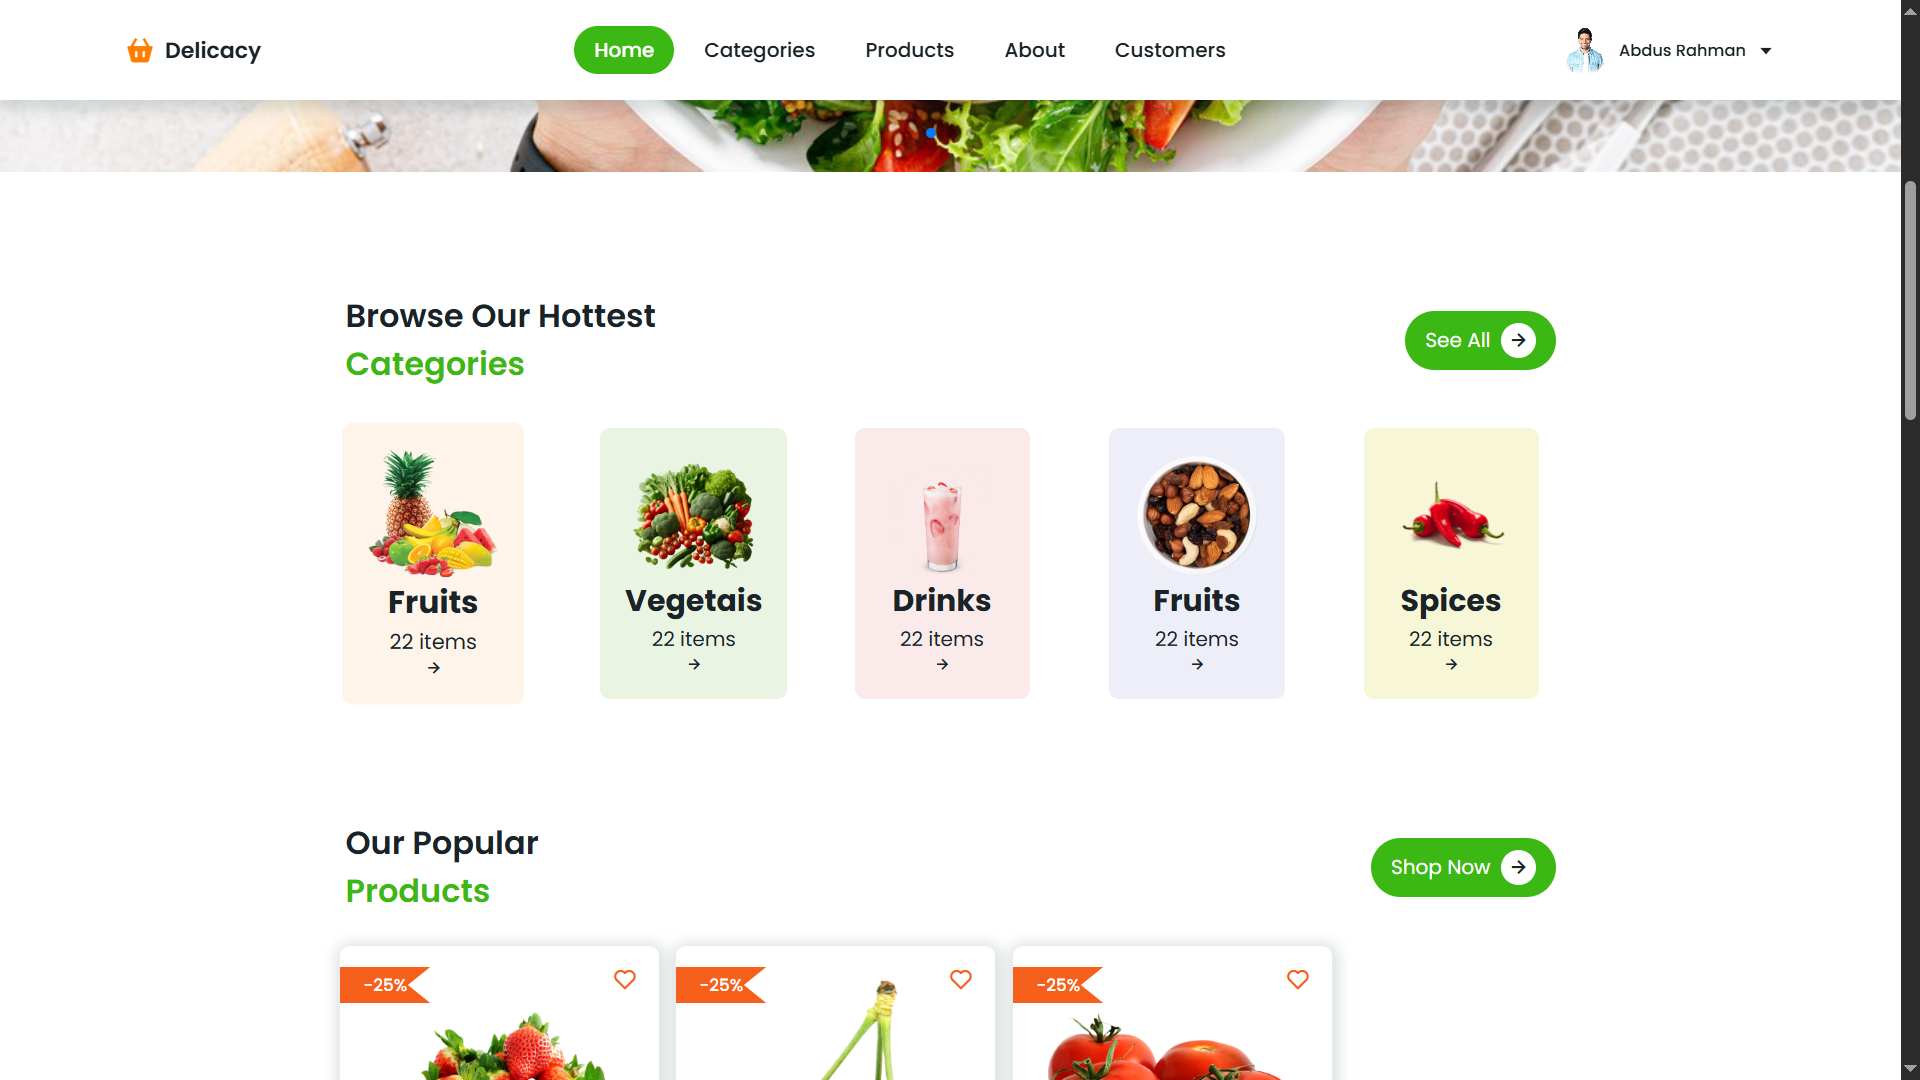 Delicacy
Home
Categories
Products
About
Customers
Abdus Rahman
Browse Our Hottest
Categories
See All
Fruits
22 items
Vegetais
22 items
Drinks
22 items
Fruits
22 items
Spices
22 items
Our Popular
Products
Shop Now
-25%
-25%
-25%